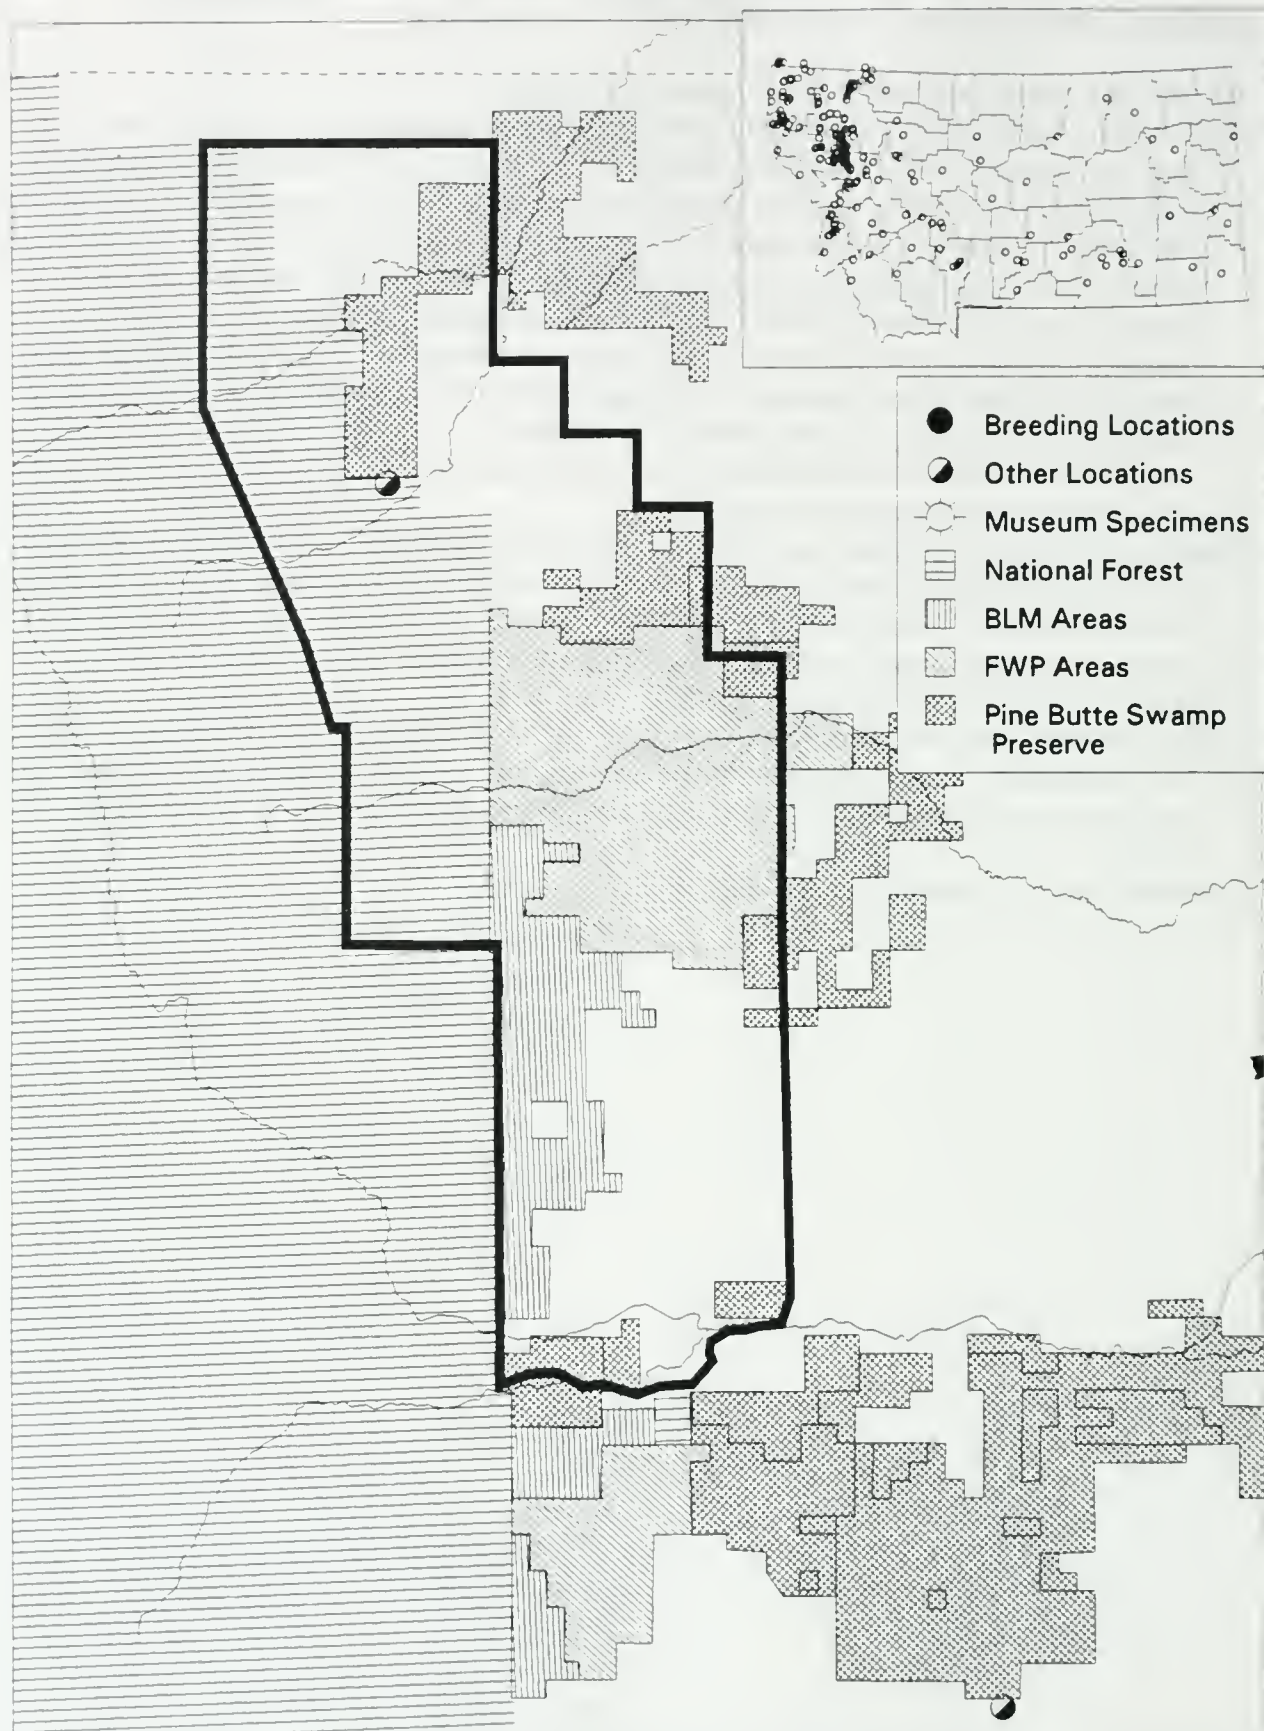 Breeding Locations
Other Locations
Museum Specimens
National Forest
BLM Areas
FWP Areas
Pine Butte Swamp
Preserve